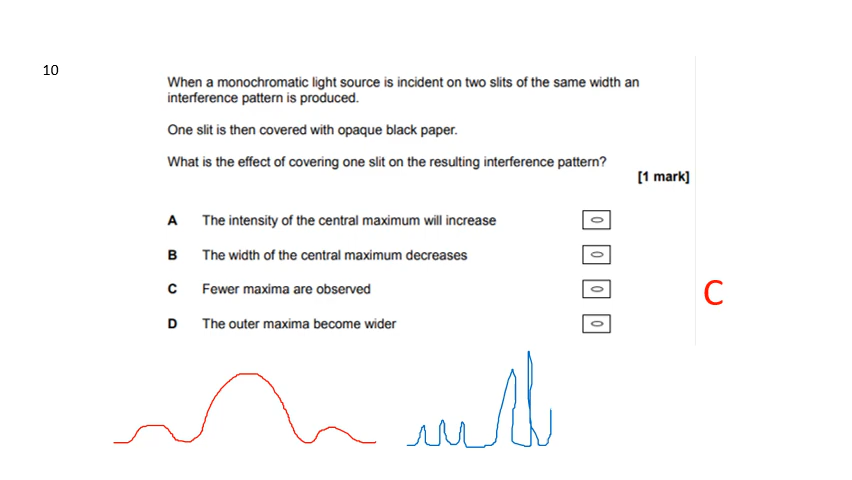 10
When a monochromatic light source is incident on two slits of the same width an
interference pattern is produced.
One slit is then covered with opaque black paper.
What is the effect of covering one slit on the resulting interference pattern?
[1 mark]
A The intensity of the central maximum will increase
B The width of the central maximum decreases
C Fewer maxima are observed
C
D The outer maxima become wider